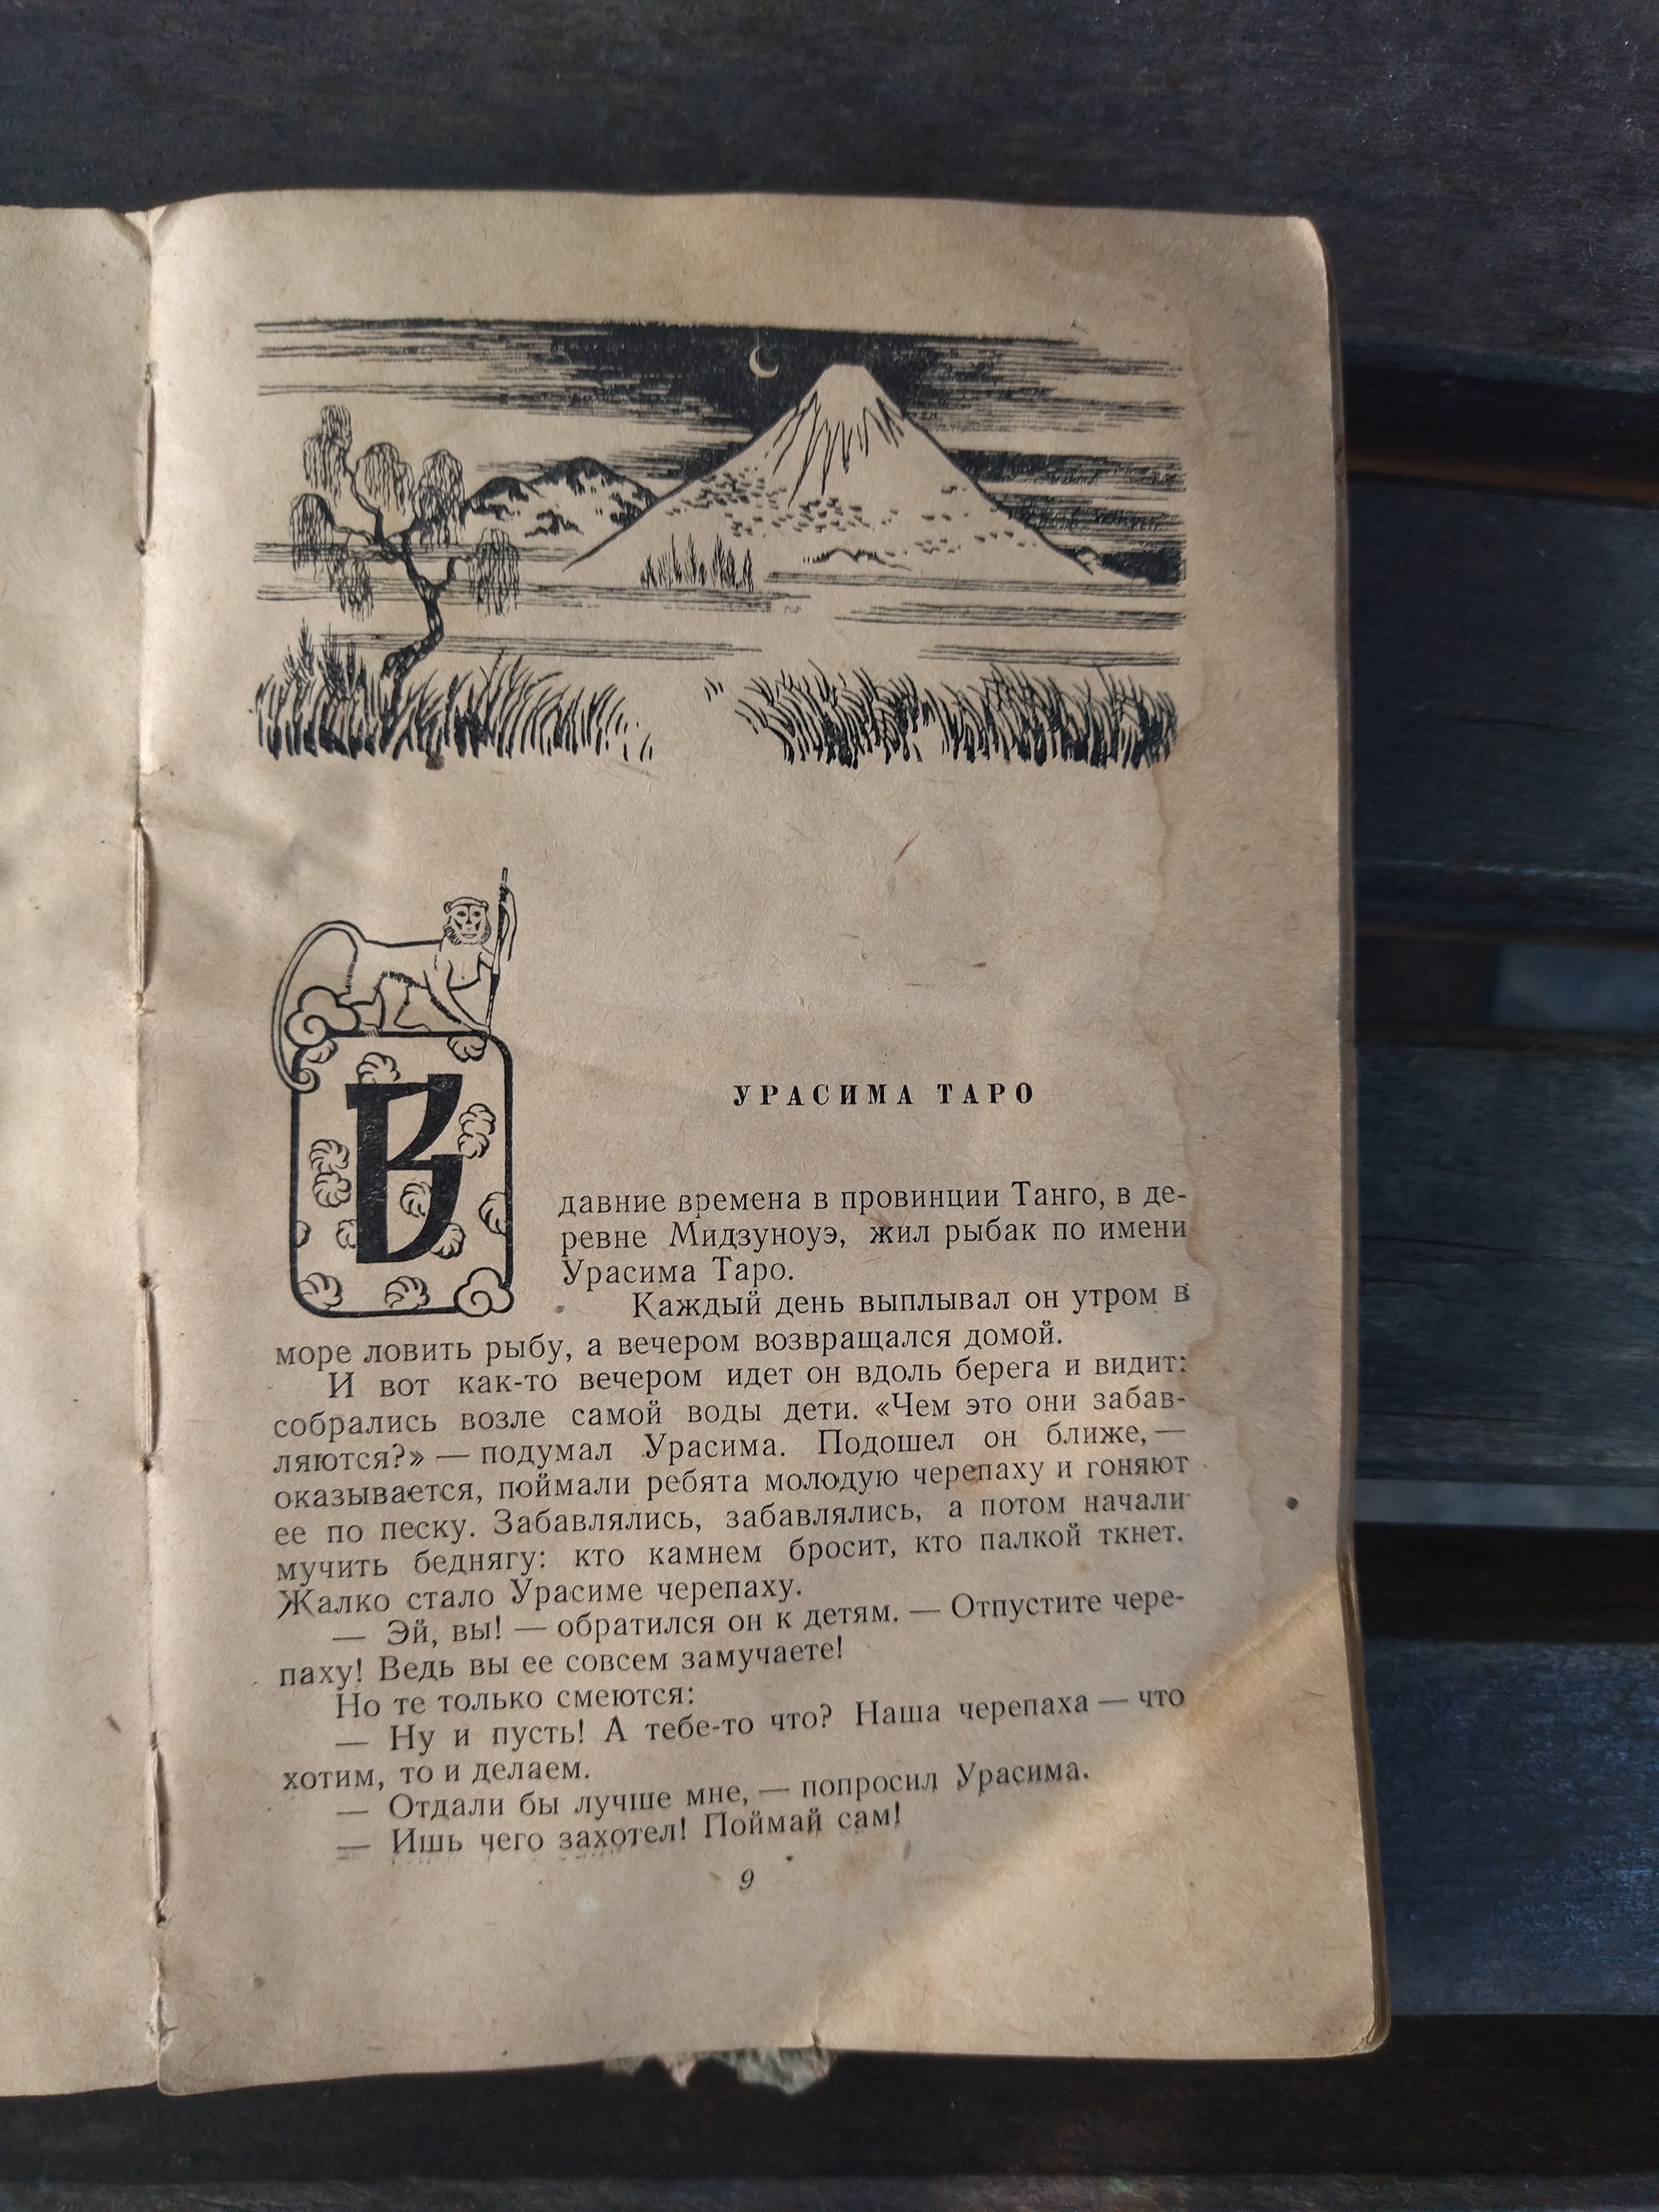 УРАСИМА ТАРО
В
давние времена в провинции Танго, в де-
ревне Мидзуноуэ, жил рыбак по имени
Урасима Таро.
Каждый день выплывал он утром в
море ловить рыбу, а вечером возвращался домой.
И вот как-то вечером идет он вдоль берега и видит:
собрались возле самой воды дети. «Чем это они забав-
ляются?» — подумал Урасима. Подошел он ближе, —
оказывается, поймали ребята молодую черепаху и гоняют
ее по песку. Забавлялись, забавлялись, а потом начали
мучить беднягу: кто камнем бросит, кто палкой ткнет.
Жалко стало Урасиме черепаху.
— Эй, вы! — обратился он к детям. — Отпустите чере-
паху! Ведь вы ее совсем замучаете!
Но те только смеются:
— Ну и пусть! А тебе-то что? Наша черепаха — что
хотим, то и делаем.
— Отдали бы лучше мне, — попросил Урасима.
— Ишь чего захотел! Поймай сам!
9